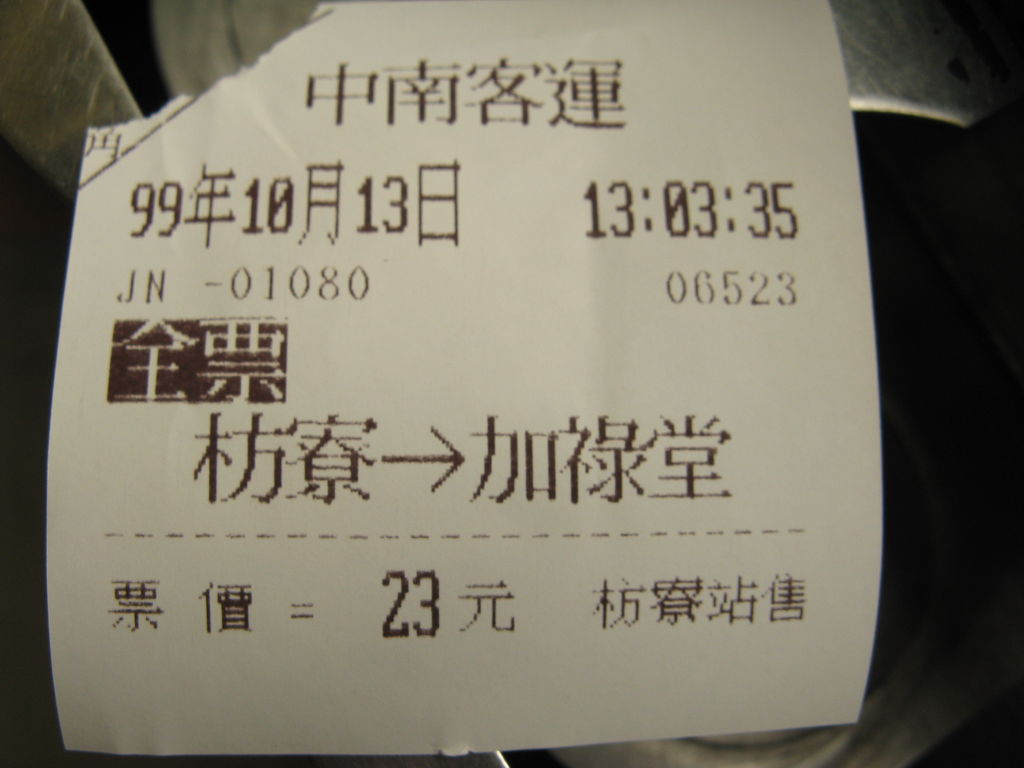 中南客運
角
99年10月13日 13:03:35
JN -01080 06523
全票
枋寮→加祿堂
票價= 23元 枋寮站售